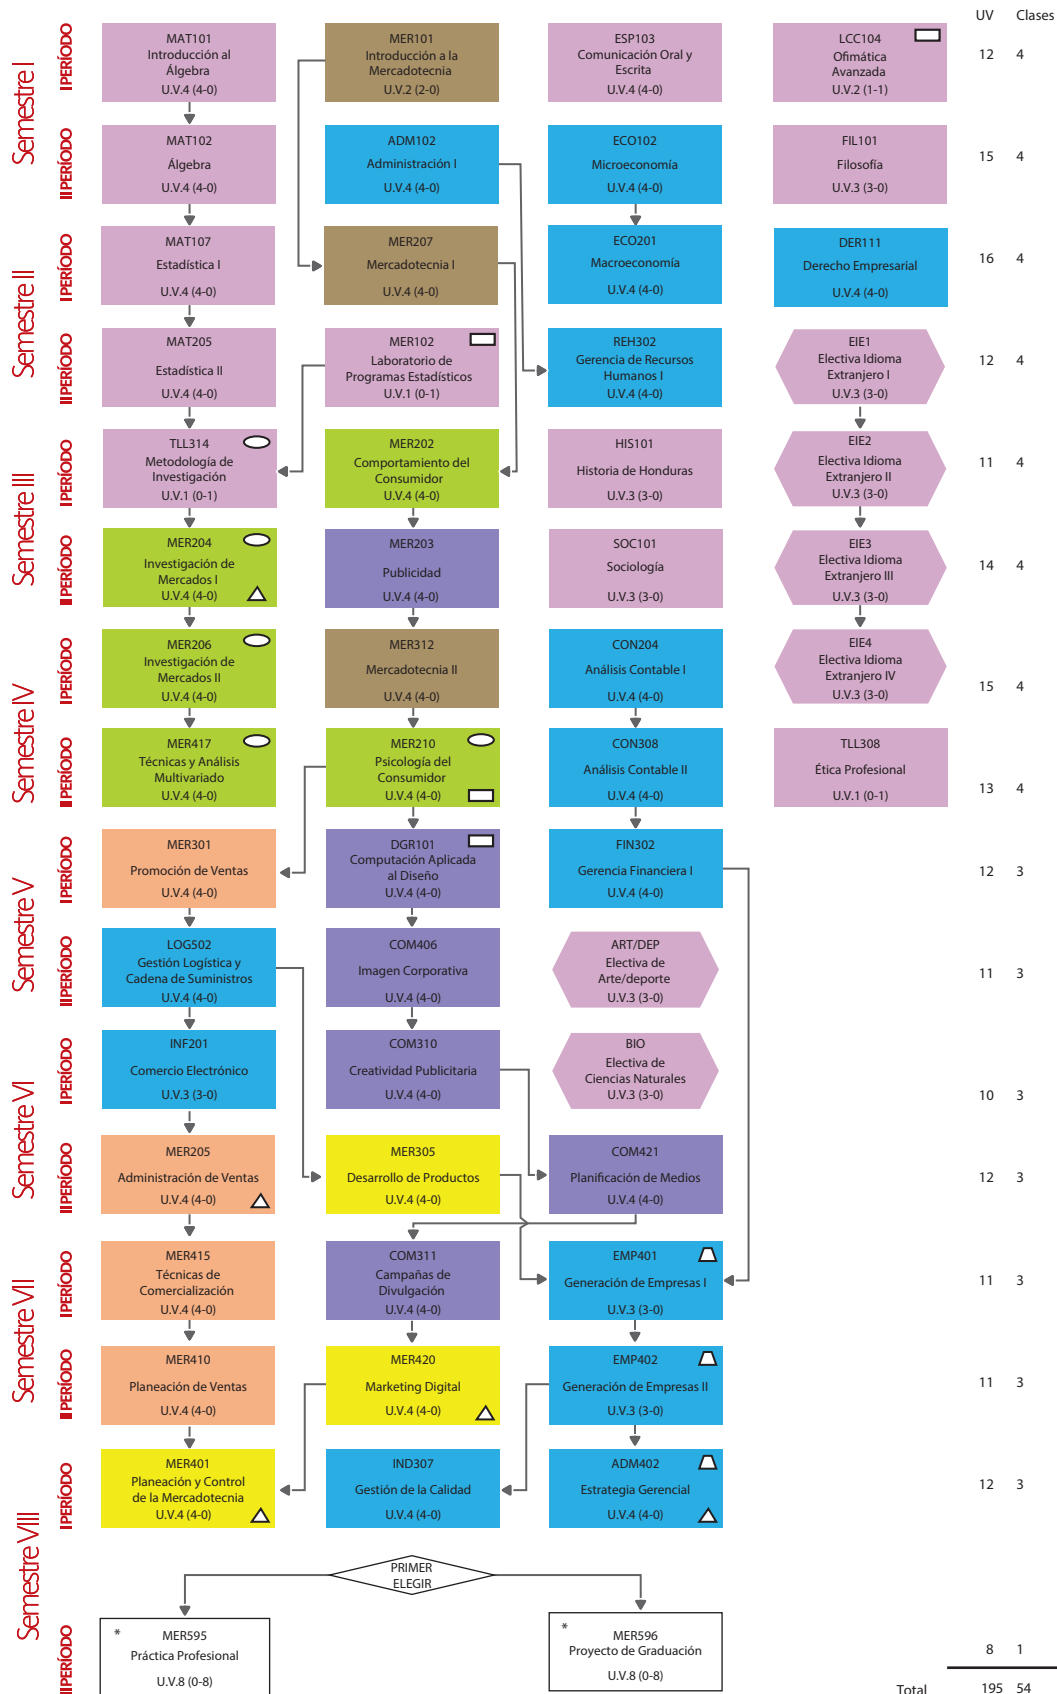 UV Clases
Semestre I
I PERÍODO
MAT101
Introducción al
Álgebra
U.V.4 (4-0)
MER101
Introducción a la
Mercadotecnia
U.V.2 (2-0)
ESP103
Comunicación Oral y
Escrita
U.V.4 (4-0)
LCC104
Ofimática
Avanzada
U.V.2 (1-1)
12 4
II PERÍODO
MAT102
Álgebra
U.V.4 (4-0)
ADM102
Administración I
U.V.4 (4-0)
ECO102
Microeconomía
U.V.4 (4-0)
FIL101
Filosofía
U.V.3 (3-0)
15 4
Semestre II
I PERÍODO
MAT107
Estadística I
U.V.4 (4-0)
MER207
Mercadotecnia I
U.V.4 (4-0)
ECO201
Macroeconomía
U.V.4 (4-0)
DER111
Derecho Empresarial
U.V.4 (4-0)
16 4
II PERÍODO
MAT205
Estadística II
U.V.4 (4-0)
MER102
Laboratorio de
Programas Estadísticos
U.V.1 (0-1)
REH302
Gerencia de Recursos
Humanos I
U.V.4 (4-0)
EIE1
Electiva Idioma
Extranjero I
U.V.3 (3-0)
12 4
Semestre III
I PERÍODO
TLL314
Metodología de
Investigación
U.V.1 (0-1)
MER202
Comportamiento del
Consumidor
U.V.4 (4-0)
HIS101
Historia de Honduras
U.V.3 (3-0)
EIE2
Electiva Idioma
Extranjero II
U.V.3 (3-0)
11 4
II PERÍODO
MER204
Investigación de
Mercados I
U.V.4 (4-0)
MER203
Publicidad
U.V.4 (4-0)
SOC101
Sociología
U.V.3 (3-0)
EIE3
Electiva Idioma
Extranjero III
U.V.3 (3-0)
14 4
Semestre IV
I PERÍODO
MER206
Investigación de
Mercados II
U.V.4 (4-0)
MER312
Mercadotecnia II
U.V.4 (4-0)
CON204
Análisis Contable I
U.V.4 (4-0)
EIE4
Electiva Idioma
Extranjero IV
U.V.3 (3-0)
15 4
II PERÍODO
MER417
Técnicas y Análisis
Multivariado
U.V.4 (4-0)
MER210
Psicología del
Consumidor
U.V.4 (4-0)
CON308
Análisis Contable II
U.V.4 (4-0)
TLL308
Ética Profesional
U.V.1 (0-1)
13 4
Semestre V
I PERÍODO
MER301
Promoción de Ventas
U.V.4 (4-0)
DGR101
Computación Aplicada
al Diseño
U.V.4 (4-0)
FIN302
Gerencia Financiera I
U.V.4 (4-0)
12 3
II PERÍODO
LOG502
Gestión Logística y
Cadena de Suministros
U.V.4 (4-0)
COM406
Imagen Corporativa
U.V.4 (4-0)
ART/DEP
Electiva de
Arte/deporte
U.V.3 (3-0)
11 3
Semestre VI
I PERÍODO
INF201
Comercio Electrónico
U.V.3 (3-0)
COM310
Creatividad Publicitaria
U.V.4 (4-0)
BIO
Electiva de
Ciencias Naturales
U.V.3 (3-0)
10 3
II PERÍODO
MER205
Administración de Ventas
U.V.4 (4-0)
MER305
Desarrollo de Productos
U.V.4 (4-0)
COM421
Planificación de Medios
U.V.4 (4-0)
12 3
Semestre VII
I PERÍODO
MER415
Técnicas de
Comercialización
U.V.4 (4-0)
COM311
Campañas de
Divulgación
U.V.4 (4-0)
EMP401
Generación de Empresas I
U.V.3 (3-0)
11 3
II PERÍODO
MER410
Planeación de Ventas
U.V.4 (4-0)
MER420
Marketing Digital
U.V.4 (4-0)
EMP402
Generación de Empresas II
U.V.3 (3-0)
11 3
Semestre VIII
I PERÍODO
MER401
Planeación y Control
de la Mercadotecnia
U.V.4 (4-0)
IND307
Gestión de la Calidad
U.V.4 (4-0)
ADM402
Estrategia Gerencial
U.V.4 (4-0)
12 3
PRIMER
ELEGIR
II PERÍODO
* MER595
Práctica Profesional
U.V.8 (0-8)
* MER596
Proyecto de Graduación
U.V.8 (0-8)
8 1
Total 195 54